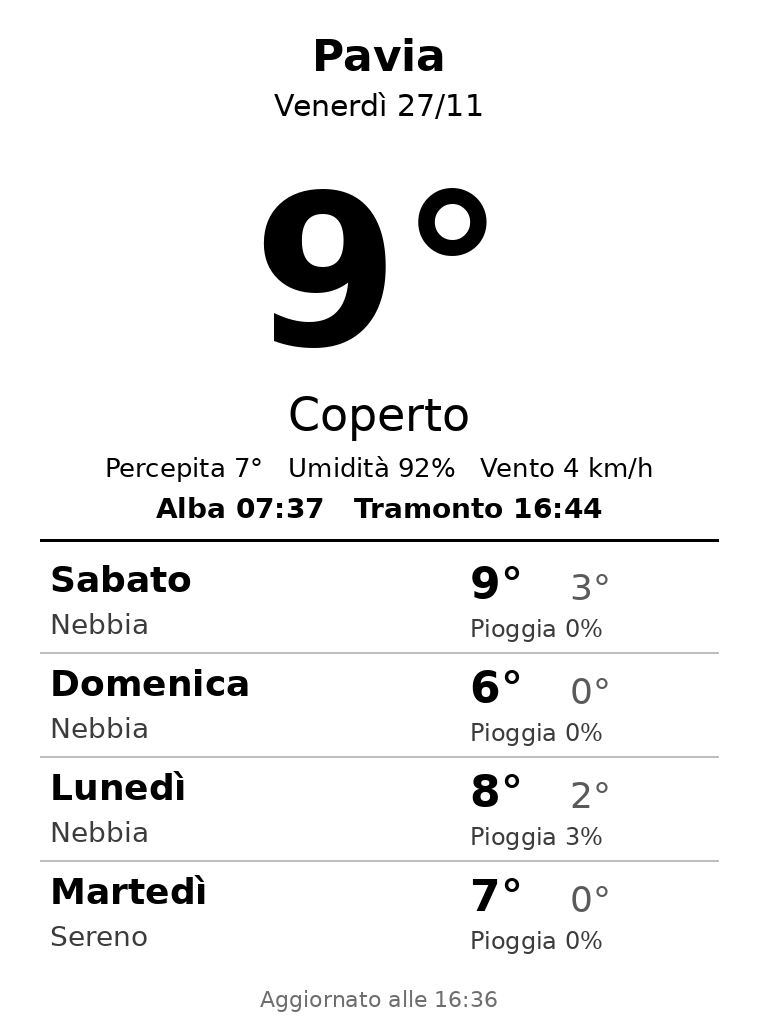 Pavia
Venerdì 27/11
9°
Coperto
Percepita 7° Umidità 92% Vento 4 km/h
Alba 07:37 Tramonto 16:44
Sabato 9° 3°
Nebbia Pioggia 0%
Domenica 6° 0°
Nebbia Pioggia 0%
Lunedì 8° 2°
Nebbia Pioggia 3%
Martedì 7° 0°
Sereno Pioggia 0%
Aggiornato alle 16:36